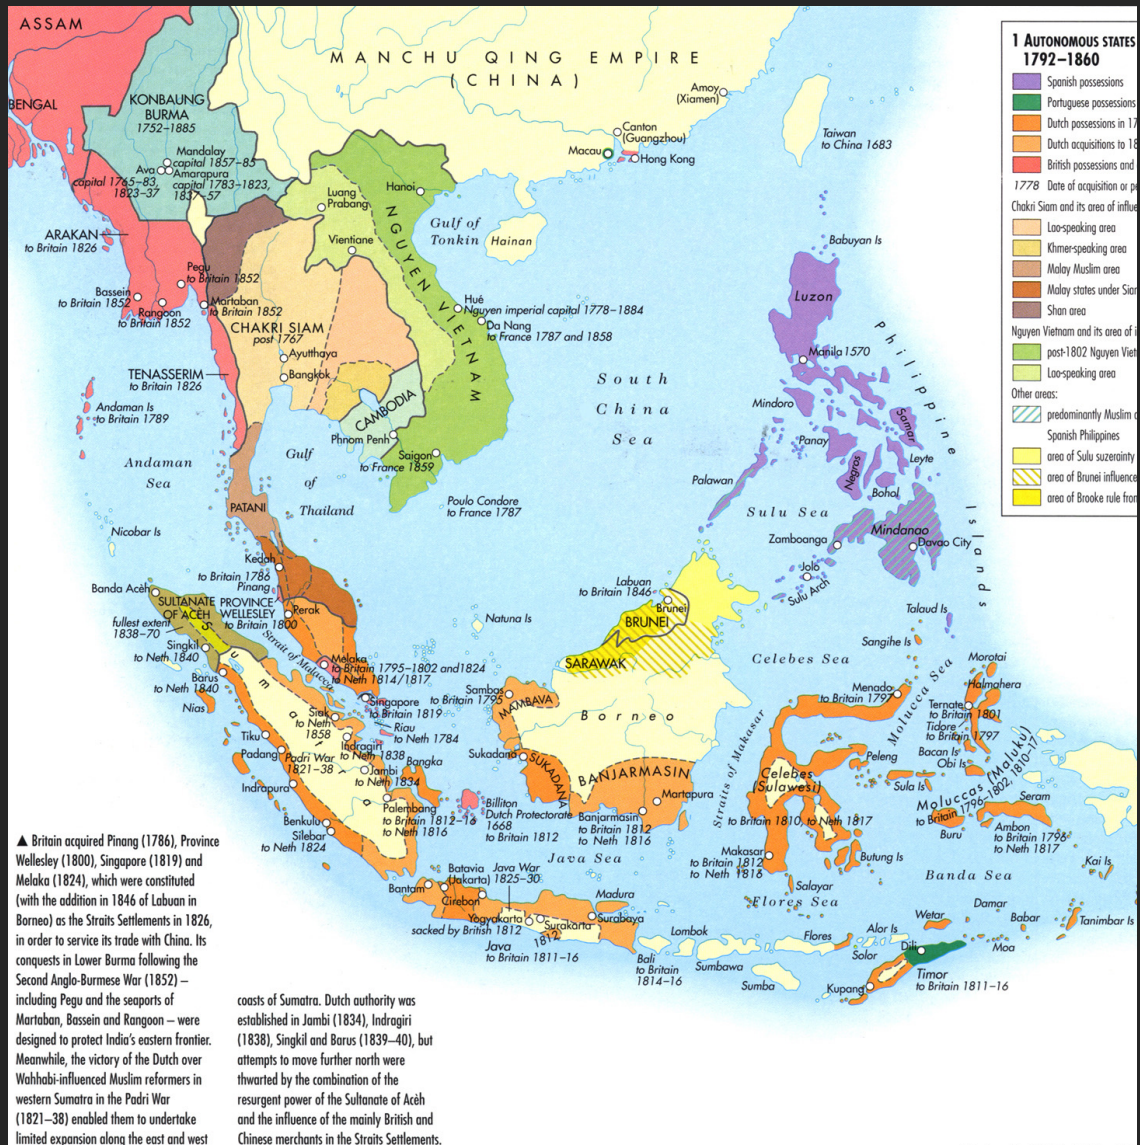 ASSAM
BENGAL
MANCHU QING EMPIRE
(CHINA)
KONBAUNG
BURMA
1752–1885
Mandalay
capital 1857–85
Ava
Amarapura
capital 1765–83,
1823–37
capital 1783–1823,
1837–57
Amoy
(Xiamen)
Canton
(Guangzhou)
Macau
Hong Kong
Taiwan
to China 1683
ARAKAN
to Britain 1826
Luang
Prabang
Hanoi
Gulf of
Tonkin
Hainan
Vientiane
NGUYEN VIETNAM
Babuyan Is
Pegu
to Britain 1852
Bassein
to Britain 1852
Rangoon
to Britain 1852
Martaban
to Britain 1852
CHAKRI SIAM
post 1767
Ayutthaya
Bangkok
Hué
Nguyen imperial capital 1778–1884
Da Nang
to France 1787 and 1858
Luzon
Manila 1570
Philippine
Islands
TENASSERIM
to Britain 1826
Andaman Is
to Britain 1789
Andaman
Sea
CAMBODIA
Phnom Penh
Saigon
to France 1859
Gulf
of
Thailand
Poulo Condore
to France 1787
South
China
Sea
Mindoro
Samar
Panay
Leyte
Negros
Bohol
Palawan
Sulu Sea
Mindanao
Zamboanga
Davao City
Jolo
Sulu Arch
PATANI
Nicobar Is
Kedah
to Britain 1786
Pinang
Banda Acèh
SULTANATE
OF ACÈH
PROVINCE
WELLESLEY
to Britain 1800
Perak
fullest extent
1838–70
Singkil
to Neth 1840
Strait of Malacca
Natuna Is
Labuan
to Britain 1846
Brunei
BRUNEI
SARAWAK
Talaud Is
Sangihe Is
Celebes Sea
Melaka
to Britain 1795–1802 and1824
to Neth 1814/1817
Barus
to Neth 1840
Nias
Sumatra
Singapore
to Britain 1819
Riau
to Neth 1784
Siak
to Neth
1858
Indragiri
to Neth 1838
Tiku
Padang
Padri War
1821–38
Jambi
to Neth 1834
Bangka
Indrapura
Palembang
to Britain 1812–16
to Neth 1816
Benkulu
Silebar
to Neth 1824
Billiton
Dutch Protectorate
1668
to Britain 1812
Sambas
to Britain 1795
MAMBAVA
Borneo
Sukadana
SUKADANA
BANJARMASIN
Martapura
Banjarmasin
to Britain 1812
to Neth 1816
Straits of Makasar
Java Sea
Menado
to Britain 1797
Molucca Sea
Morotai
Halmahera
Ternate
to Britain 1801
Tidore
to Britain 1797
Bacan Is
Obi Is
Peleng
Sula Is
Celebes
(Sulawesi)
to Britain 1810, to Neth 1817
Moluccas (Maluku)
to Britain 1796–1802, 1810–17
Seram
Buru
Ambon
to Britain 1796
to Neth 1817
Makasar
to Britain 1812
to Neth 1816
Butung Is
Salayar
Flores Sea
Banda Sea
Kai Is
Bantam
Batavia
(Jakarta)
Java War
1825–30
Cirebon
Madura
Yogyakarta
sacked by British 1812
Surakarta
1812
Surabaya
Java
to Britain 1811–16
Bali
to Britain
1814–16
Lombok
Sumbawa
Sumba
Flores
Solor
Alor Is
Wetar
Damar
Babar
Moa
Tanimbar Is
Dili
Kupang
Timor
to Britain 1811–16
1 AUTONOMOUS STATES
1792–1860
Spanish possessions
Portuguese possessions
Dutch possessions in 17
Dutch acquisitions to 18
British possessions and
1778 Date of acquisition or
Chakri Siam and its area of
Lao-speaking area
Khmer-speaking area
Malay Muslim area
Malay states under
Shan area
Nguyen Vietnam and its area of
post-1802 Nguyen
Lao-speaking area
Other areas:
predominantly Muslim
Spanish Philippines
area of Sulu suzerainty
area of Brunei influence
area of Brooke rule
▲ Britain acquired Pinang (1786), Province
Wellesley (1800), Singapore (1819) and
Melaka (1824), which were constituted
(with the addition in 1846 of Labuan in
Borneo) as the Straits Settlements in 1826,
in order to service its trade with China. Its
conquests in Lower Burma following the
Second Anglo-Burmese War (1852) –
including Pegu and the seaports of
Martaban, Bassein and Rangoon – were
designed to protect India's eastern frontier.
Meanwhile, the victory of the Dutch over
Wahhabi-influenced Muslim reformers in
western Sumatra in the Padri War
(1821–38) enabled them to undertake
limited expansion along the east and west
coasts of Sumatra. Dutch authority was
established in Jambi (1834), Indragiri
(1838), Singkil and Barus (1839–40), but
attempts to move further north were
thwarted by the combination of the
resurgent power of the Sultanate of Acèh
and the influence of the mainly British and
Chinese merchants in the Straits Settlements.